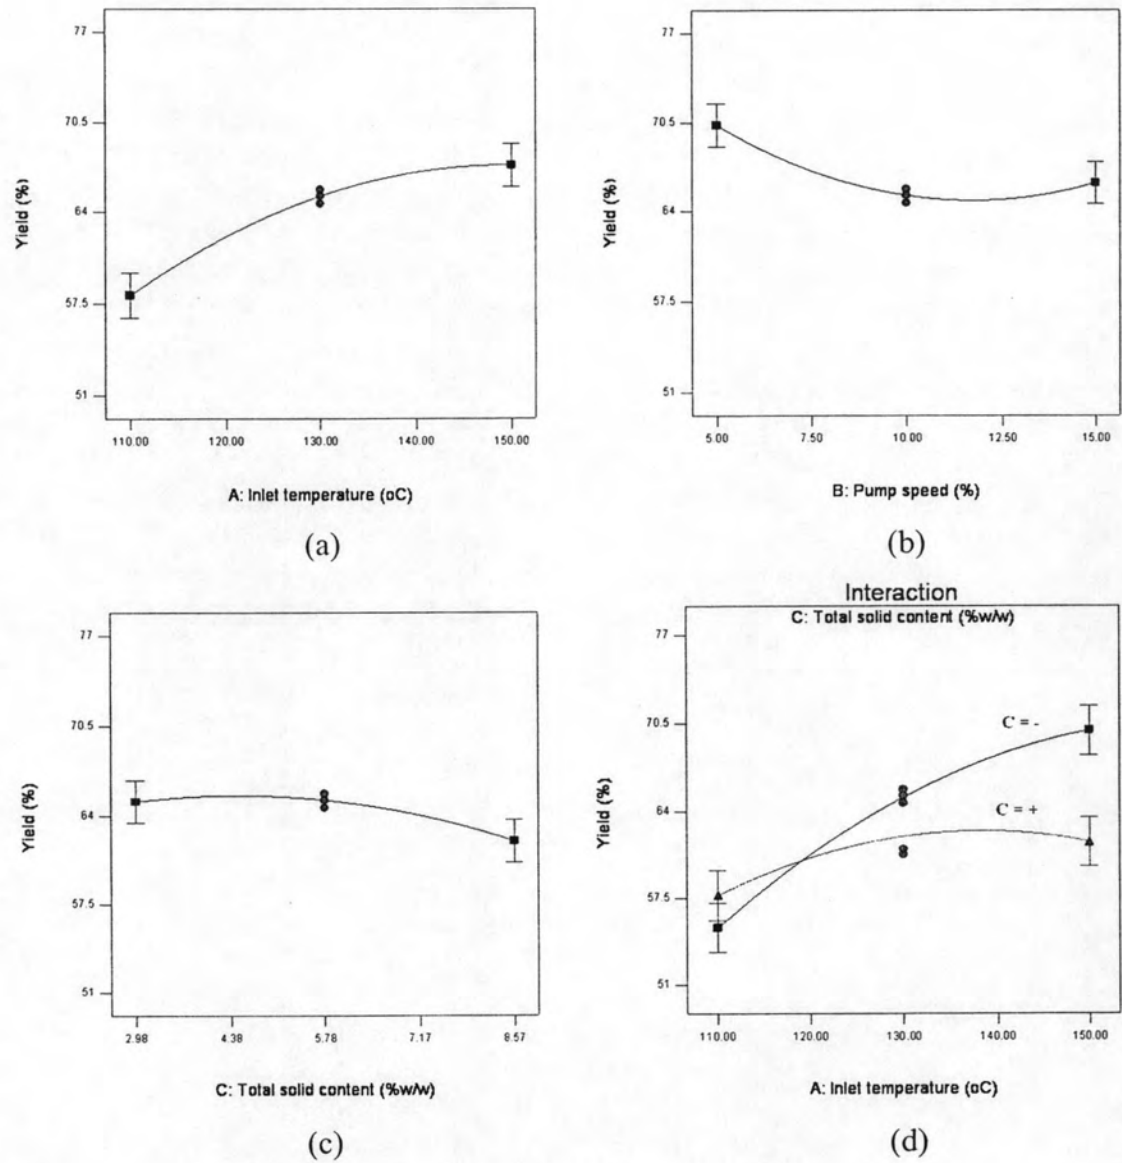 77
70.5
64
57.5
51
Yield (%)
110.00 120.00 130.00 140.00 150.00
A: Inlet temperature (oC)
(a)
77
70.5
64
57.5
51
Yield (%)
5.00 7.50 10.00 12.50 15.00
B: Pump speed (%)
(b)
77
70.5
64
57.5
51
Yield (%)
2.98 4.38 5.78 7.17 8.57
C: Total solid content (%w/w)
(c)
Interaction
C: Total solid content (%w/w)
77
70.5
64
57.5
51
Yield (%)
C = -
C = +
110.00 120.00 130.00 140.00 150.00
A: Inlet temperature (oC)
(d)